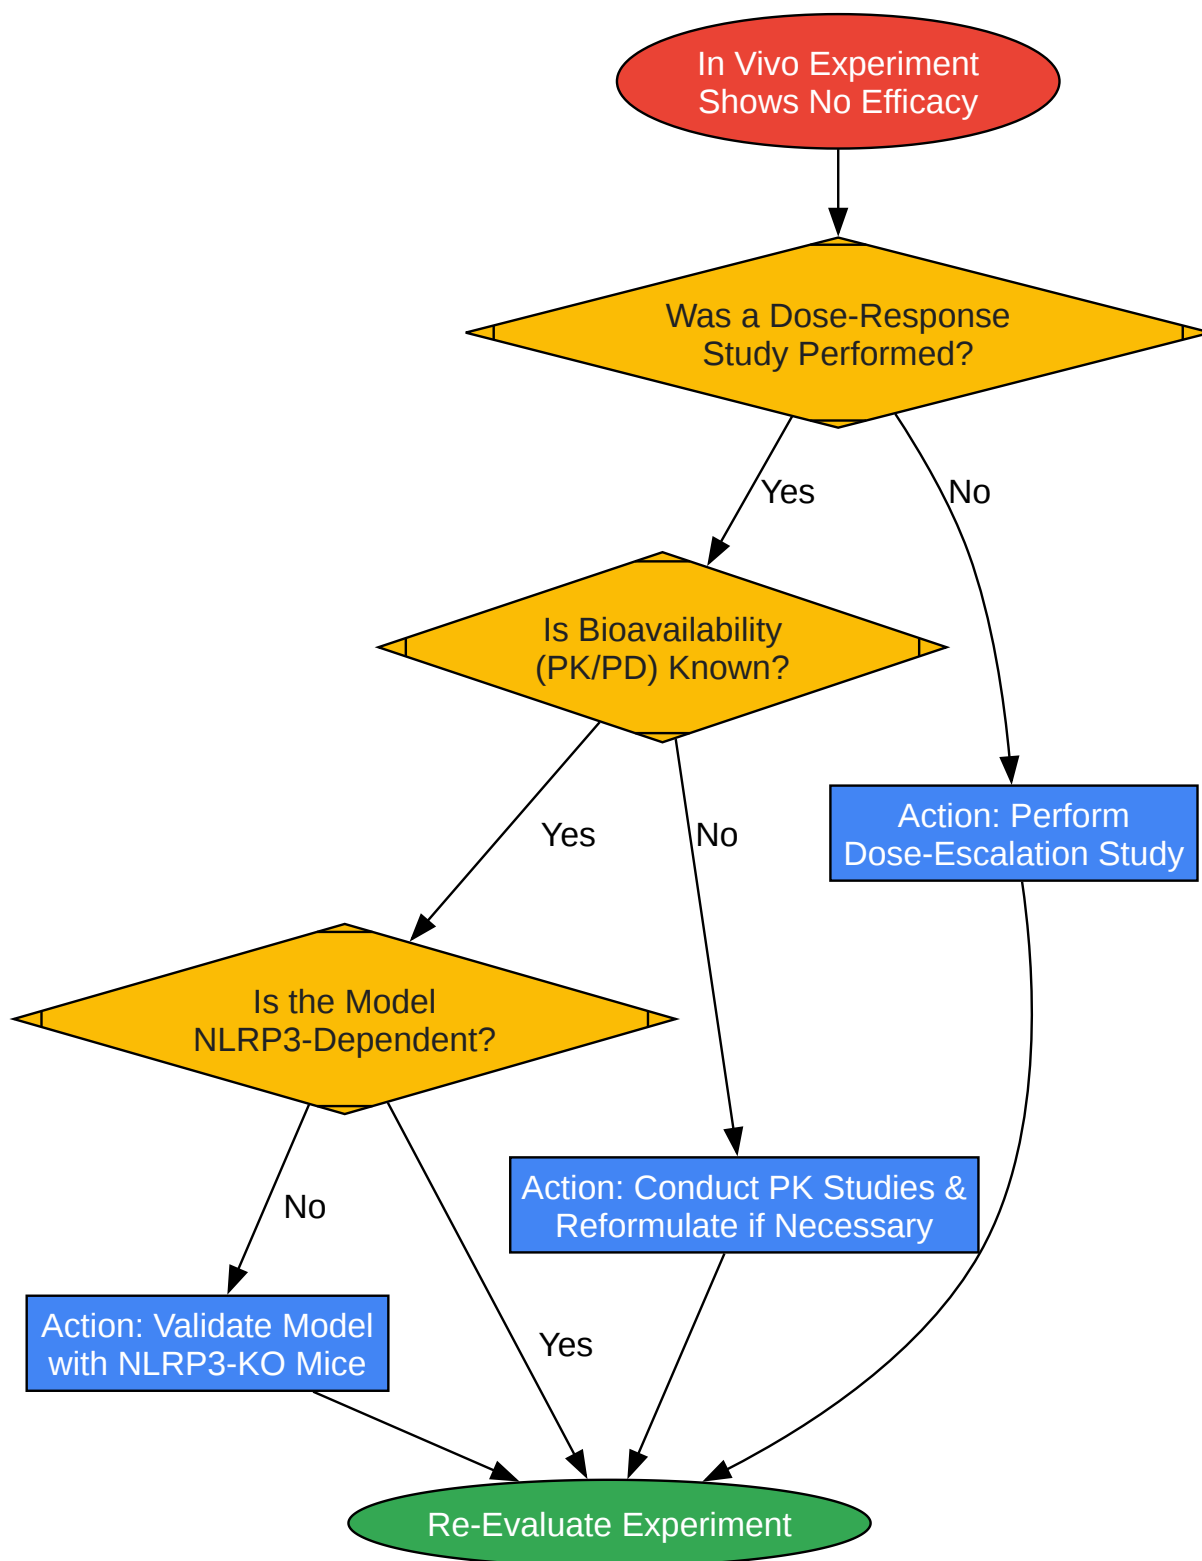 In Vivo Experiment
Shows No Efficacy
Was a Dose-Response
Study Performed?
Yes
No
Is Bioavailability
(PK/PD) Known?
Yes
No
Action: Perform
Dose-Escalation Study
Is the Model
NLRP3-Dependent?
No
Yes
Action: Conduct PK Studies &
Reformulate if Necessary
Action: Validate Model
with NLRP3-KO Mice
Re-Evaluate Experiment